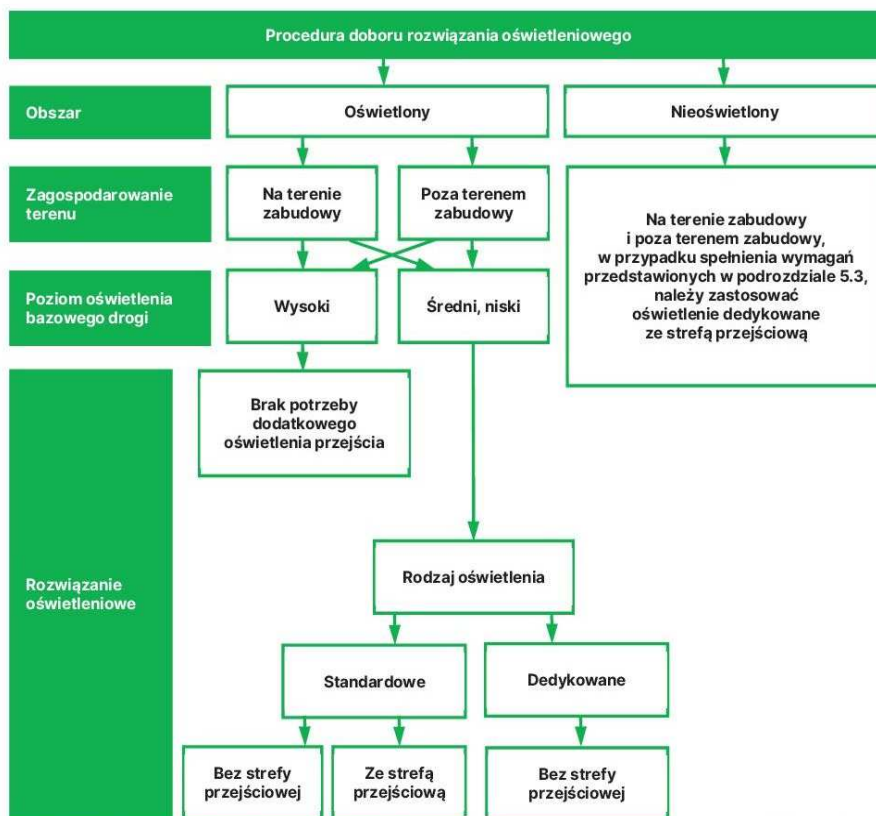 Procedura doboru rozwiązania oświetleniowego
Obszar
Oświetlony
Nieoświetlony
Zagospodarowanie
terenu
Na terenie
zabudowy
Poza terenem
zabudowy
Na terenie zabudowy
i poza terenem zabudowy,
w przypadku spełnienia wymagań
przedstawionych w podrozdziale 5.3,
należy zastosować
oświetlenie dedykowane
ze strefą przejściową
Poziom oświetlenia
bazowego drogi
Wysoki
Średni, niski
Rozwiązanie
oświetleniowe
Brak potrzeby
dodatkowego
oświetlenia przejścia
Rodzaj oświetlenia
Standardowe
Dedykowane
Bez strefy
przejściowej
Ze strefą
przejściową
Bez strefy
przejściowej